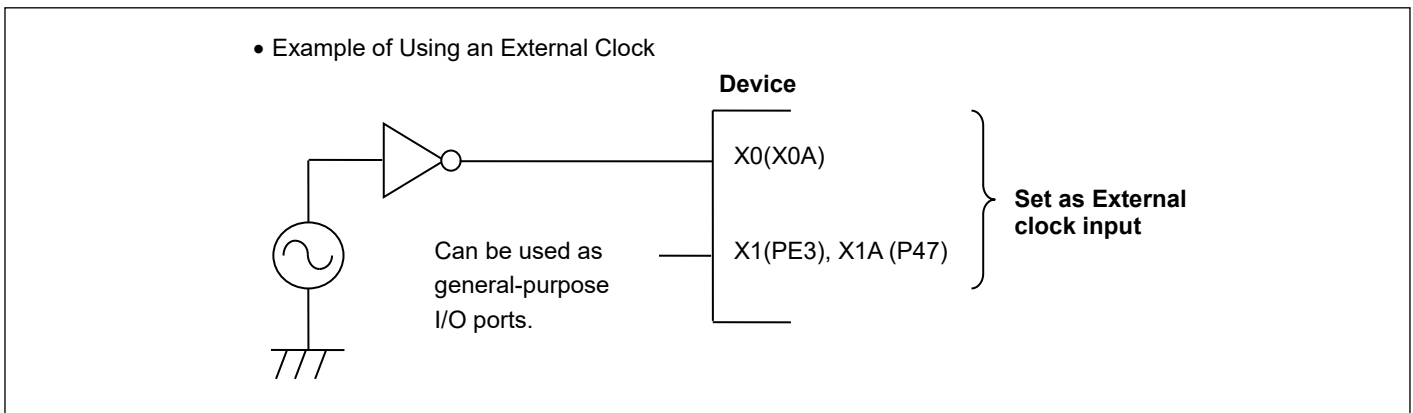 • Example of Using an External Clock
Device
X0(X0A)
Set as External
clock input
Can be used as
general-purpose
I/O ports.
X1(PE3), X1A (P47)